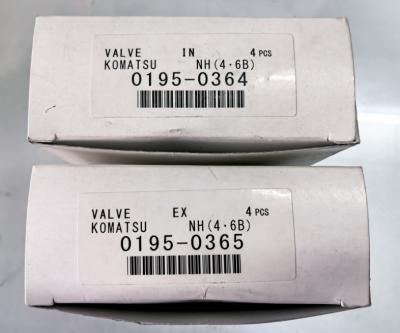 VALVE IN 4 PCS
KOMATSU NH(4・6B)
0195-0364
VALVE EX 4 PCS
KOMATSU NH(4・6B)
0195-0365